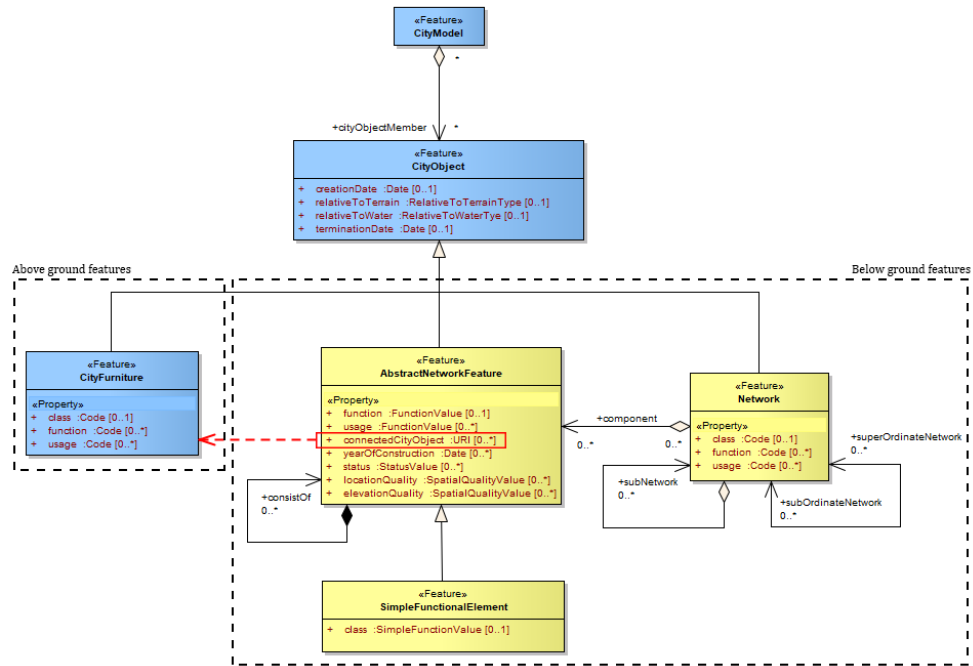 «Feature»
CityModel
*
+cityObjectMember
*
«Feature»
CityObject
+ creationDate :Date [0..1]
+ relativeToTerrain :RelativeToTerrainType [0..1]
+ relativeToWater :RelativeToWaterTye [0..1]
+ terminationDate :Date [0..1]
Above ground features
Below ground features
«Feature»
CityFurniture
«Property»
+ class :Code [0..1]
+ function :Code [0..*]
+ usage :Code [0..*]
«Feature»
AbstractNetworkFeature
«Property»
+ function :FunctionValue [0..1]
+ usage :FunctionValue [0..*]
+ connectedCityObject :URI [0..*]
+ yearOfConstruction :Date [0..*]
+ status :StatusValue [0..*]
+ locationQuality :SpatialQualityValue [0..*]
+ elevationQuality :SpatialQualityValue [0..*]
+consistOf
0..*
+component
0..*
0..*
«Feature»
Network
«Property»
+ class :Code [0..1]
+ function :Code [0..*]
+ usage :Code [0..*]
+superOrdinateNetwork
0..*
+subNetwork
0..*
+subOrdinateNetwork
0..*
«Feature»
SimpleFunctionalElement
+ class :SimpleFunctionValue [0..1]